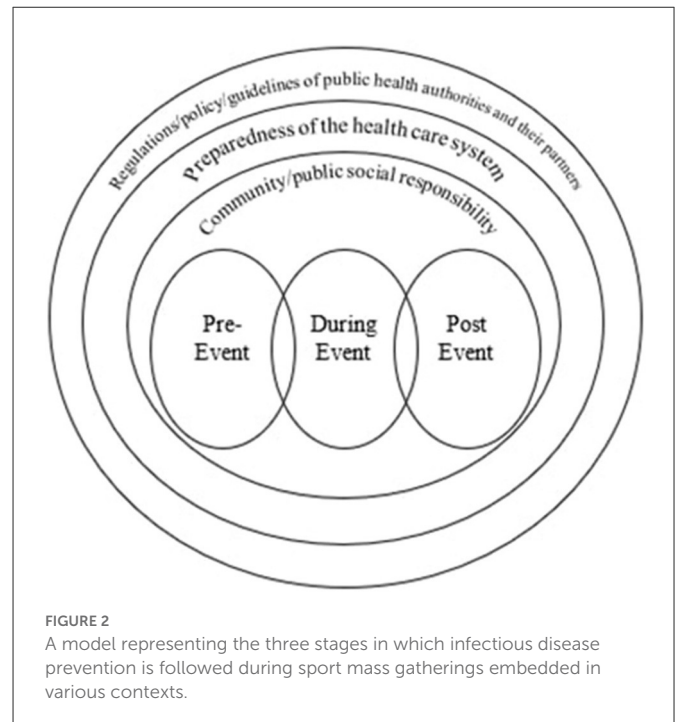 Regulations/policy/guidelines of public health authorities and their partners
Preparedness of the health care system
Community/public social responsibility
Pre-
Event
During
Event
Post
Event
FIGURE 2
A model representing the three stages in which infectious disease
prevention is followed during sport mass gatherings embedded in
various contexts.